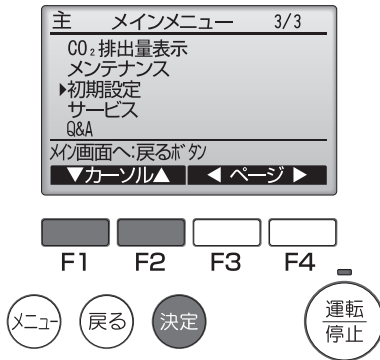 主 メインメニュー 3/3
CO₂排出量表示
メンテナンス
▶初期設定
サービス
Q&A
メイン画面へ:戻るボタン
▼カーソル▲ ◀ ページ ▶
F1 F2 F3 F4
メニュー 戻る 決定 運転
停止